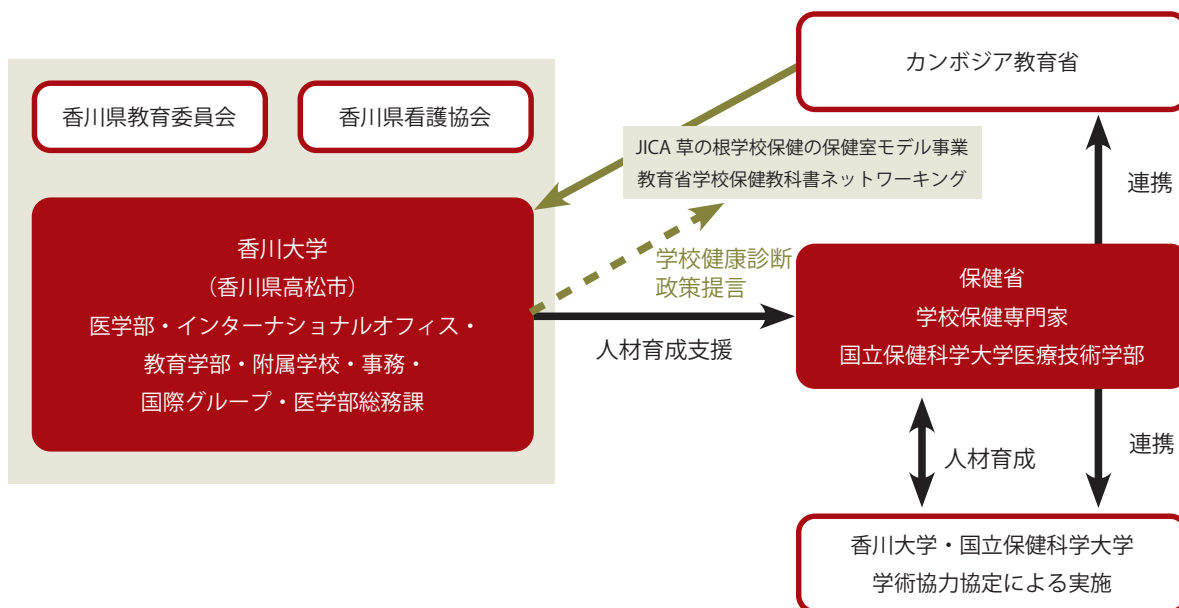 カンボジア教育省
香川県教育委員会
香川県看護協会
JICA 草の根学校保健の保健室モデル事業
教育省学校保健教科書ネットワーキング
連携
香川大学
（香川県高松市）
医学部・インターナショナルオフィス・
教育学部・附属学校・事務・
国際グループ・医学部総務課
学校健康診断
政策提言
人材育成支援
保健省
学校保健専門家
国立保健科学大学医療技術学部
人材育成
連携
香川大学・国立保健科学大学
学術協力協定による実施